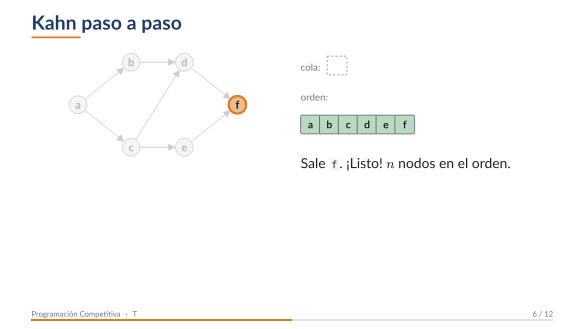 Kahn paso a paso
b
d
a
f
c
e
cola:
orden:
a b c d e f
Sale f. ¡Listo! n nodos en el orden.
Programación Competitiva · T
6 / 12